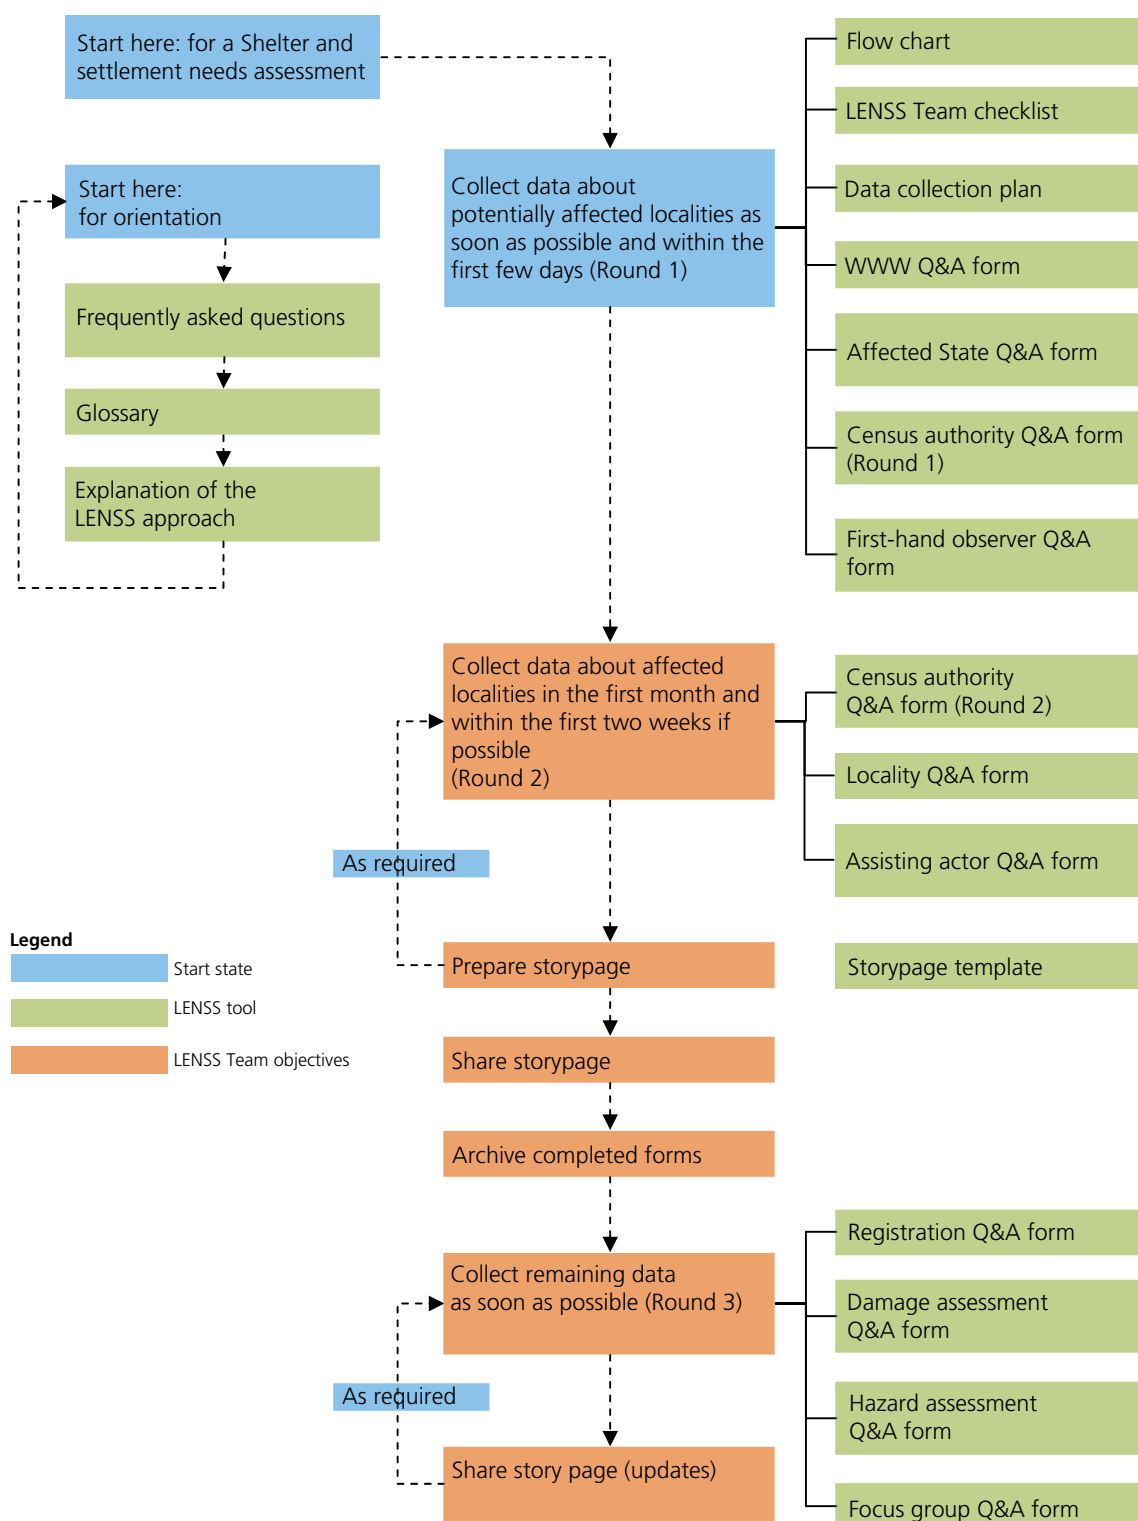 Start here: for a Shelter and
settlement needs assessment
Start here:
for orientation
Frequently asked questions
Glossary
Explanation of the
LENSS approach
Collect data about
potentially affected localities as
soon as possible and within the
first few days (Round 1)
Flow chart
LENSS Team checklist
Data collection plan
WWW Q&A form
Affected State Q&A form
Census authority Q&A form
(Round 1)
First-hand observer Q&A
form
Collect data about affected
localities in the first month and
within the first two weeks if
possible
(Round 2)
Census authority
Q&A form (Round 2)
Locality Q&A form
Assisting actor Q&A form
As required
Prepare storypage
Storypage template
Legend
Start state
LENSS tool
LENSS Team objectives
Share storypage
Archive completed forms
Collect remaining data
as soon as possible (Round 3)
Registration Q&A form
Damage assessment
Q&A form
Hazard assessment
Q&A form
Focus group Q&A form
As required
Share story page (updates)